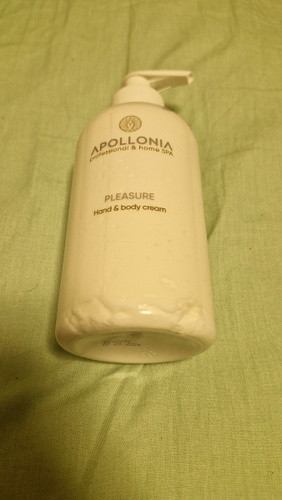 APOLLONIA
Professional & home SPA
PLEASURE
Hand & body cream